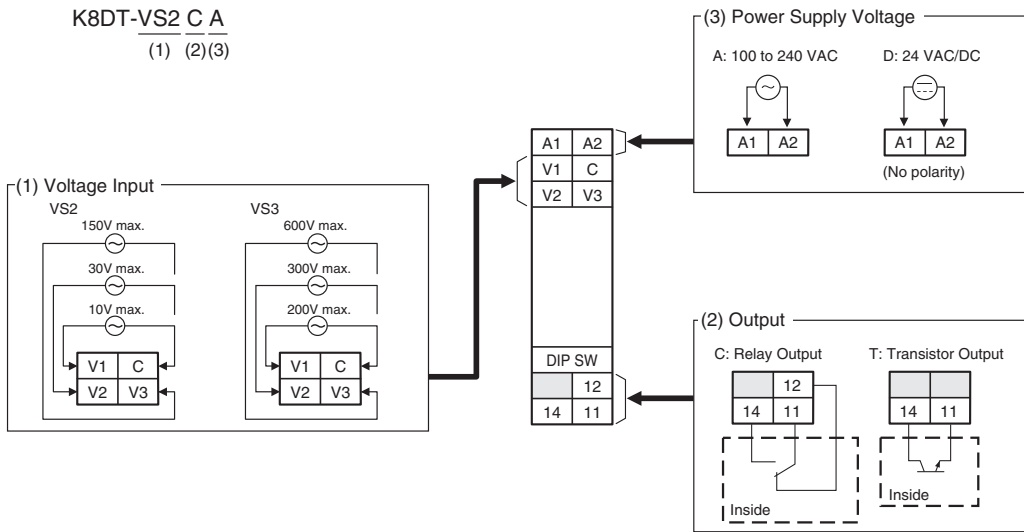 K8DT-VS2 C A
(1) (2)(3)
(1) Voltage Input
VS2
150V max.
30V max.
10V max.
V1 C
V2 V3
VS3
600V max.
300V max.
200V max.
V1 C
V2 V3
A1 A2
V1 C
V2 V3
DIP SW
12
14 11
(3) Power Supply Voltage
A: 100 to 240 VAC
A1 A2
D: 24 VAC/DC
A1 A2
(No polarity)
(2) Output
C: Relay Output
12
14 11
Inside
T: Transistor Output
14 11
Inside